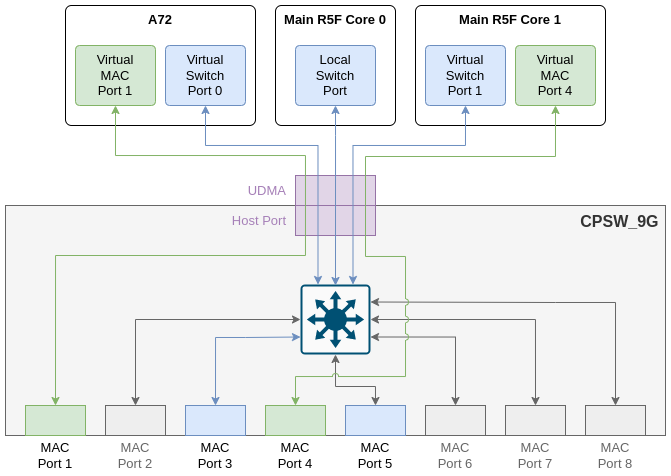 A72
Main R5F Core 0
Main R5F Core 1
Virtual
MAC
Port 1
Virtual
Switch
Port 0
Local
Switch
Port
Virtual
Switch
Port 1
Virtual
MAC
Port 4
UDMA
Host Port
CPSW_9G
MAC
Port 1
MAC
Port 2
MAC
Port 3
MAC
Port 4
MAC
Port 5
MAC
Port 6
MAC
Port 7
MAC
Port 8